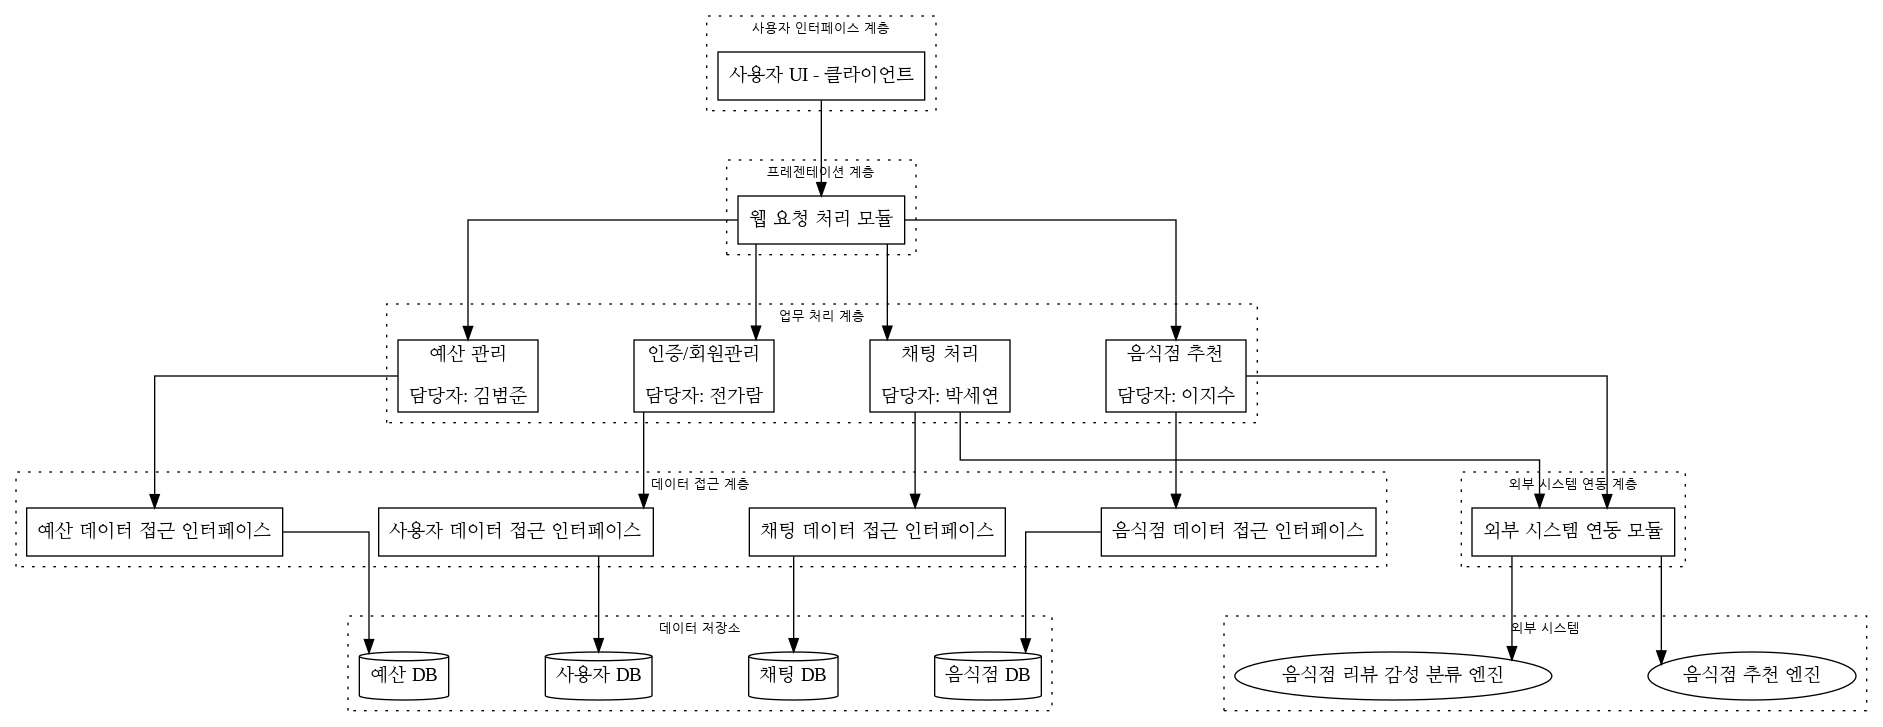 사용자 인터페이스 계층
사용자 UI - 클라이언트
프레젠테이션 계층
웹 요청 처리 모듈
업무 처리 계층
예산 관리
담당자: 김범준
인증/회원관리
담당자: 전가람
채팅 처리
담당자: 박세연
음식점 추천
담당자: 이지수
데이터 접근 계층
예산 데이터 접근 인터페이스
사용자 데이터 접근 인터페이스
채팅 데이터 접근 인터페이스
음식점 데이터 접근 인터페이스
외부 시스템 연동 계층
외부 시스템 연동 모듈
데이터 저장소
예산 DB
사용자 DB
채팅 DB
음식점 DB
외부 시스템
음식점 리뷰 감성 분류 엔진
음식점 추천 엔진